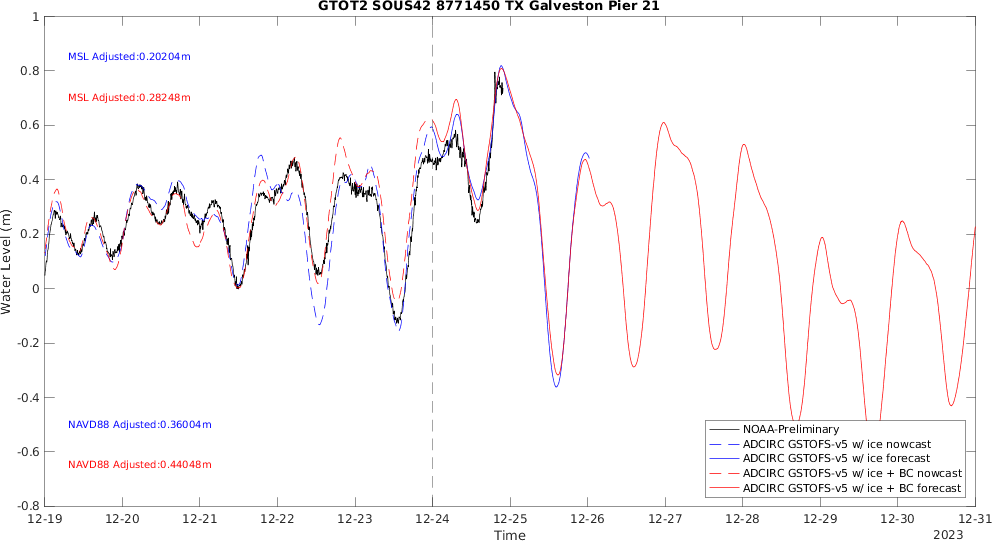 GTOT2 SOUS42 8771450 TX Galveston Pier 21
1
0.8
0.6
0.4
0.2
0
-0.2
-0.4
-0.6
-0.8
Water Level (m)
MSL Adjusted:0.20204m
MSL Adjusted:0.28248m
NAVD88 Adjusted:0.36004m
NAVD88 Adjusted:0.44048m
NOAA-Preliminary
ADCIRC GSTOFS-v5 w/ ice nowcast
ADCIRC GSTOFS-v5 w/ ice forecast
ADCIRC GSTOFS-v5 w/ ice + BC nowcast
ADCIRC GSTOFS-v5 w/ ice + BC forecast
12-19 12-20 12-21 12-22 12-23 12-24 12-25 12-26 12-27 12-28 12-29 12-30 12-31
Time
2023